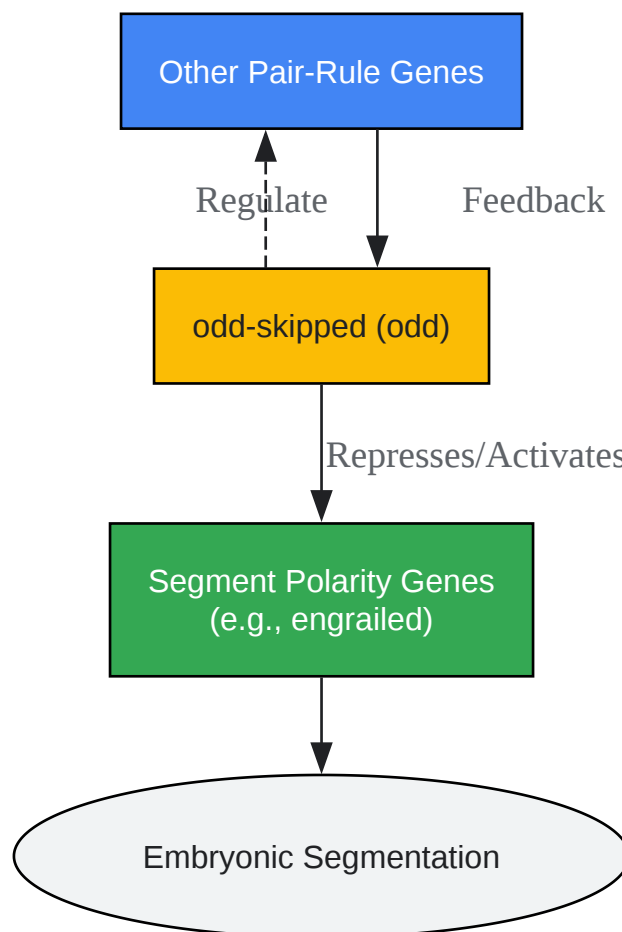 Other Pair-Rule Genes
Regulate
Feedback
odd-skipped (odd)
Represses/Activates
Segment Polarity Genes
(e.g., engrailed)
Embryonic Segmentation